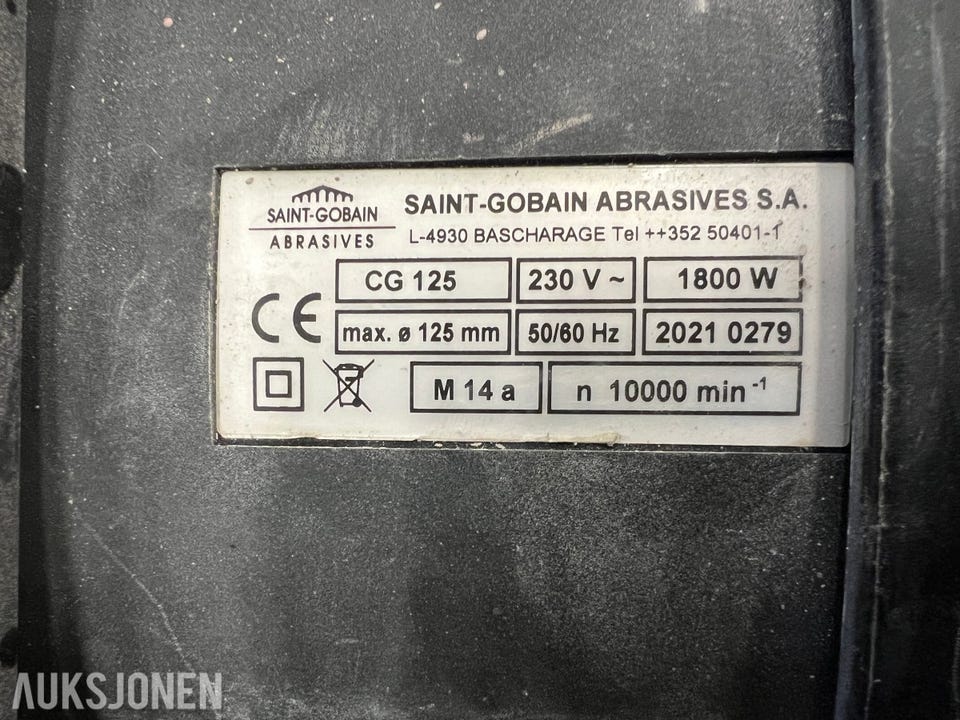 SAINT-GOBAIN
ABRASIVES
SAINT-GOBAIN ABRASIVES S.A.
L-4930 BASCHARAGE Tel ++352 50401-1
CE
CG 125 230 V ~ 1800 W
max. ø 125 mm 50/60 Hz 2021 0279
M 14 a n 10000 min⁻¹
AUKSJONEN